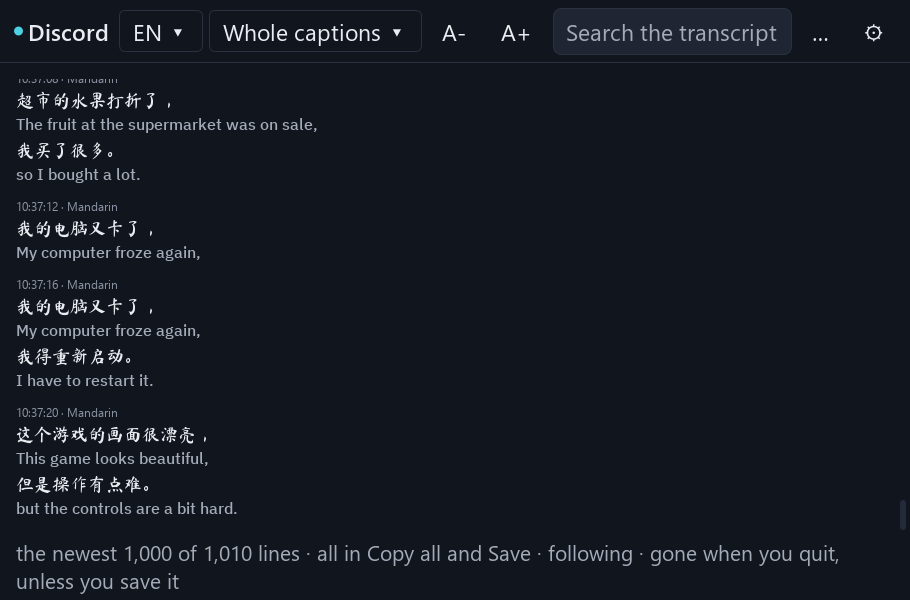 Discord EN ▼ Whole captions ▼ A- A+ Search the transcript ...
10:37:08 · Mandarin
超市的水果打折了，
The fruit at the supermarket was on sale,
我买了很多。
so I bought a lot.
10:37:12 · Mandarin
我的电脑又卡了，
My computer froze again,
10:37:16 · Mandarin
我的电脑又卡了，
My computer froze again,
我得重新启动。
I have to restart it.
10:37:20 · Mandarin
这个游戏的画面很漂亮，
This game looks beautiful,
但是操作有点难。
but the controls are a bit hard.
the newest 1,000 of 1,010 lines · all in Copy all and Save · following · gone when you quit,
unless you save it